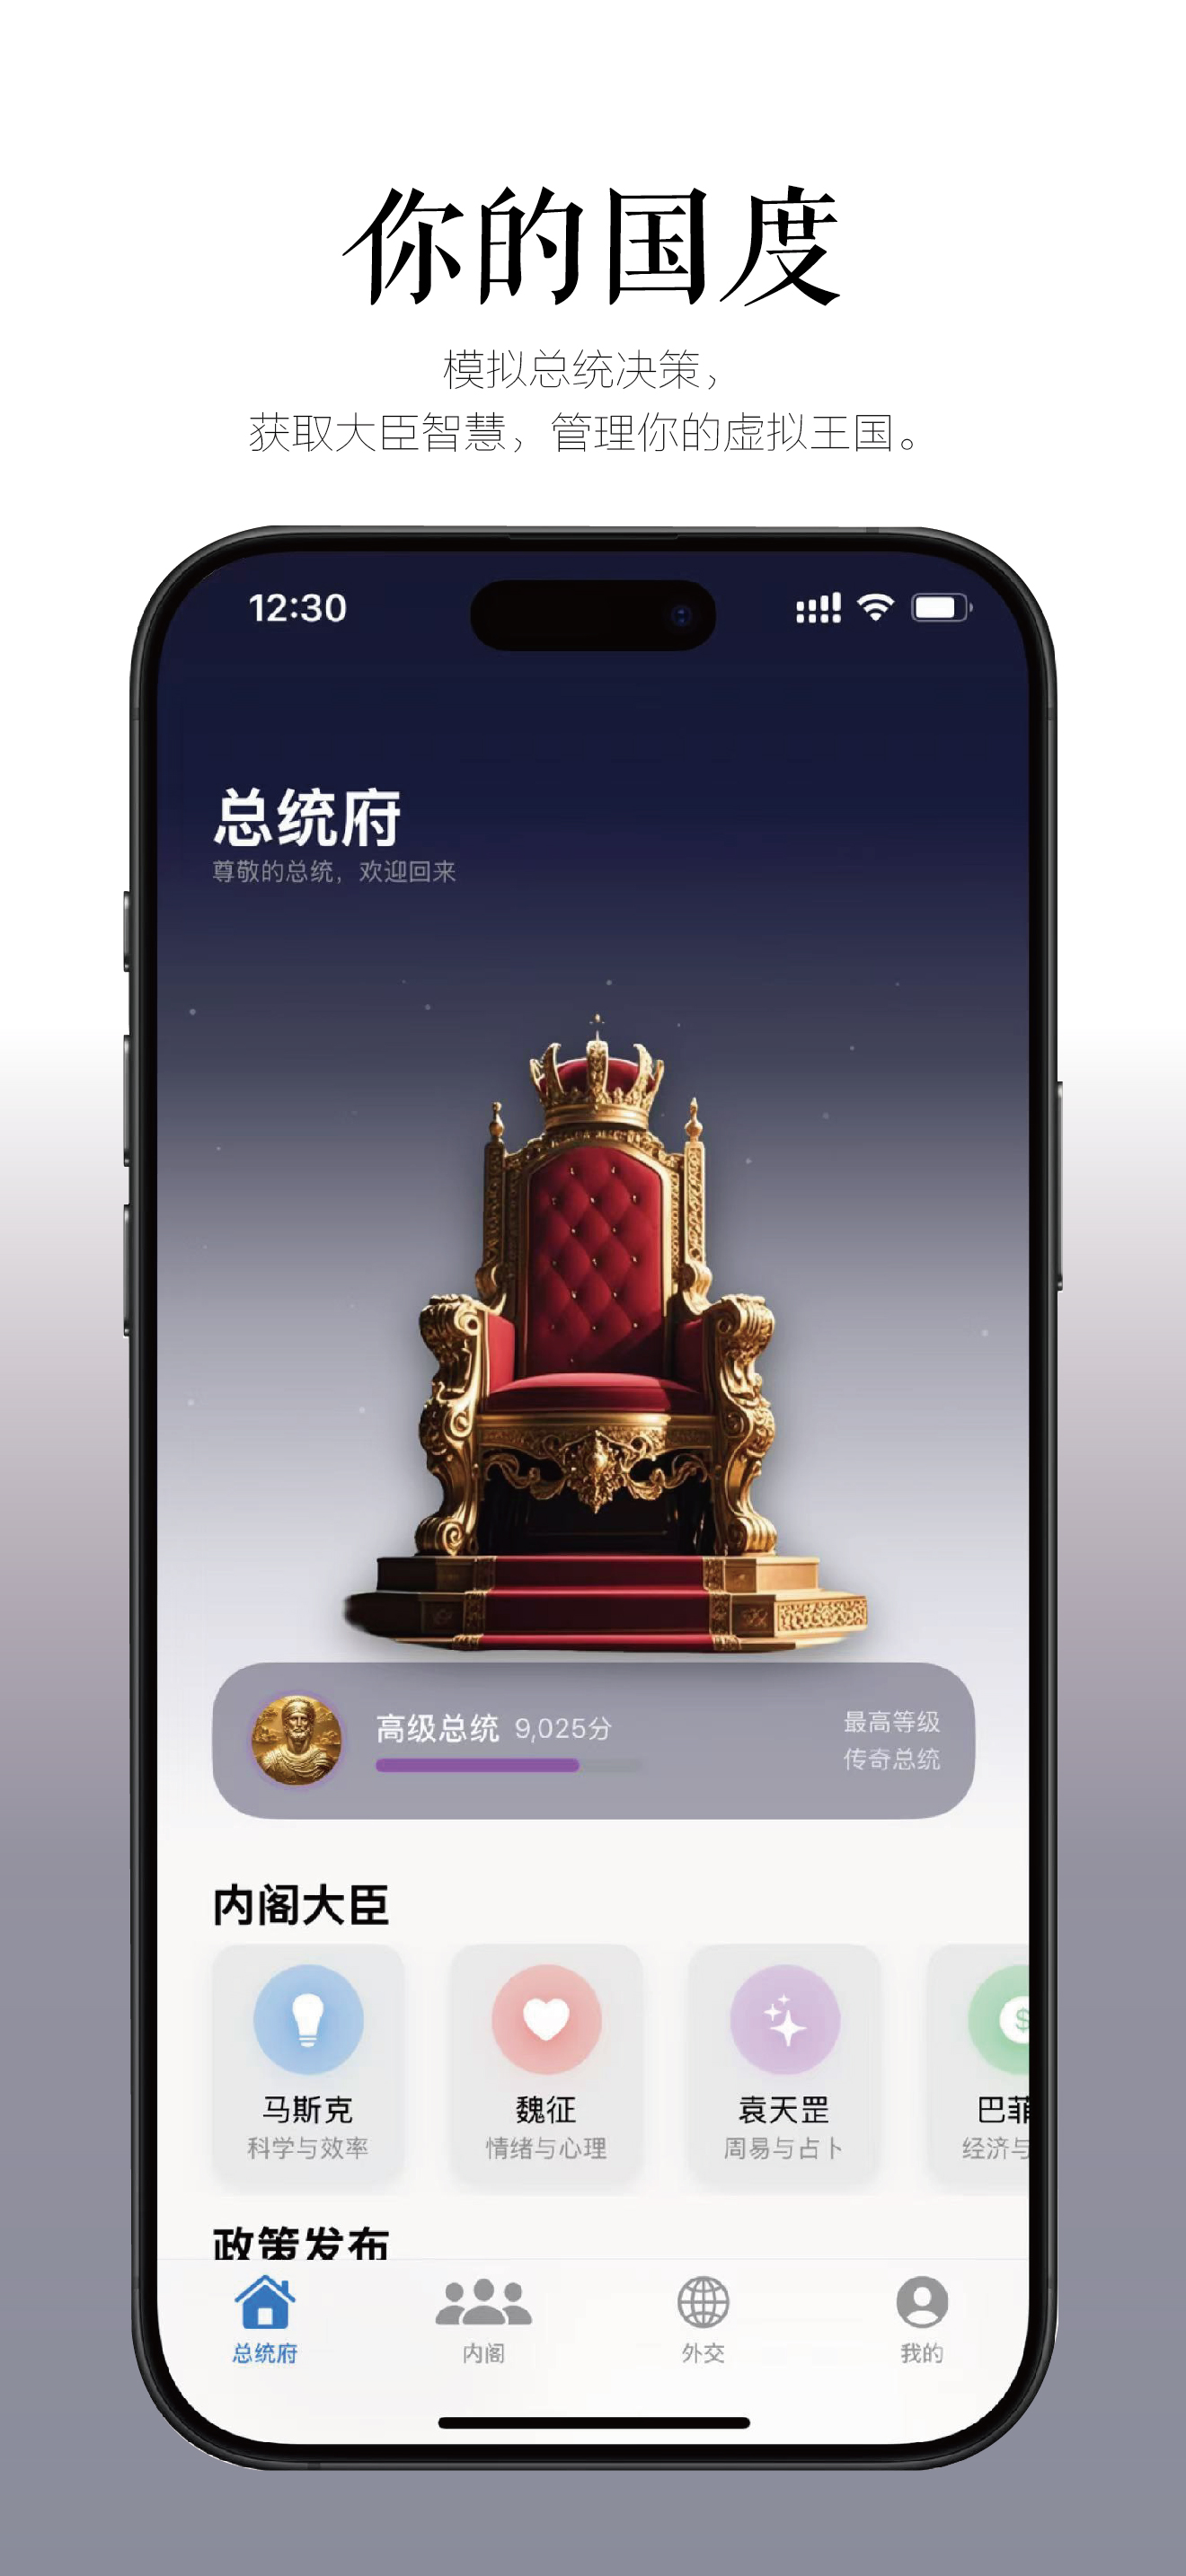 你的国度
模拟总统决策，
获取大臣智慧，管理你的虚拟王国。
12:30
总统府
尊敬的总统，欢迎回来
高级总统 9,025分
最高等级
传奇总统
内阁大臣
马斯克 魏征 袁天罡 巴菲
科学与效率 情绪与心理 周易与占卜 经济与
政策发布
总统府 内阁 外交 我的